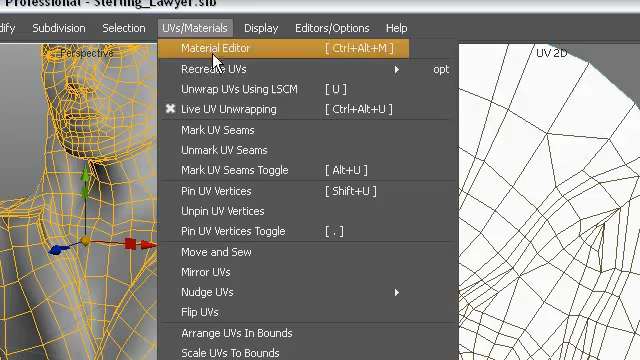 Professional - Sterling_Lawyer.sib
dify Subdivision Selection UVs/Materials Display Editors/Options Help
Perspective
UV 2D
Material Editor [ Ctrl+Alt+M ]
Recreate UVs opt
Unwrap UVs Using LSCM [ U ]
Live UV Unwrapping [ Ctrl+Alt+U ]
Mark UV Seams
Unmark UV Seams
Mark UV Seams Toggle [ Alt+U ]
Pin UV Vertices [ Shift+U ]
Unpin UV Vertices
Pin UV Vertices Toggle [ . ]
Move and Sew
Mirror UVs
Nudge UVs
Flip UVs
Arrange UVs In Bounds
Scale UVs To Bounds